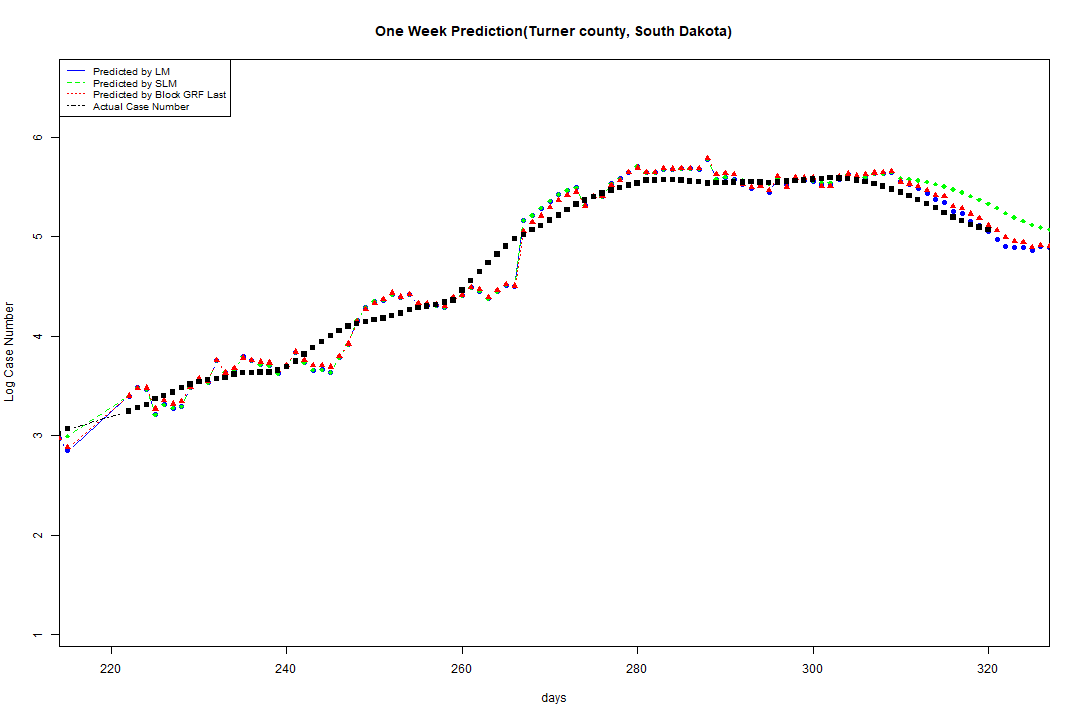 One Week Prediction(Turner county, South Dakota)
Predicted by LM
Predicted by SLM
Predicted by Block GRF Last
Actual Case Number
6
5
4
3
2
1
Log Case Number
220 240 260 280 300 320
days